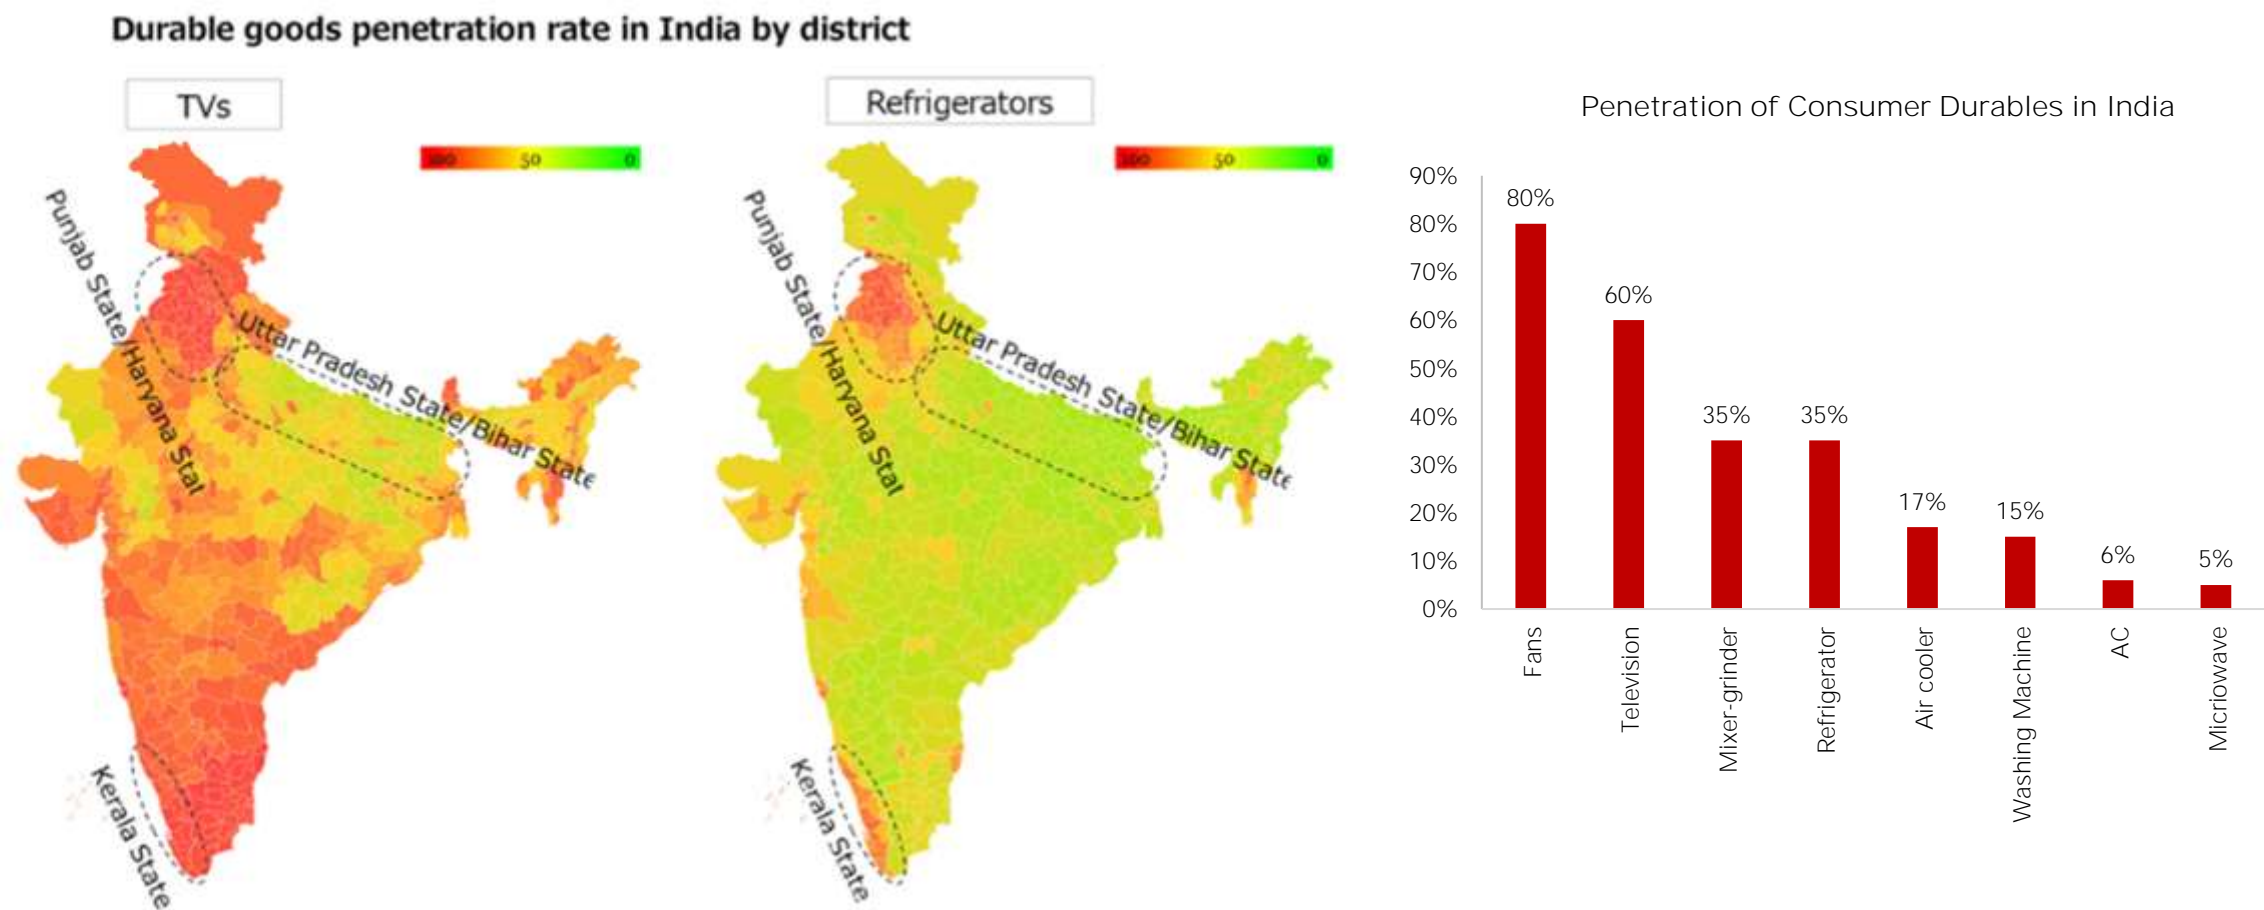 Durable goods penetration rate in India by district
TVs
100 50 0
Punjab State/Haryana Stat
Uttar Pradesh State/Bihar State
Kerala State
Refrigerators
100 50 0
Punjab State/Haryana Stat
Uttar Pradesh State/Bihar State
Kerala State
Penetration of Consumer Durables in India
90%
80%
70%
60%
50%
40%
30%
20%
10%
0%
80%
60%
35%
35%
17%
15%
6%
5%
Fans
Television
Mixer-grinder
Refrigerator
Air cooler
Washing Machine
AC
Micriowave